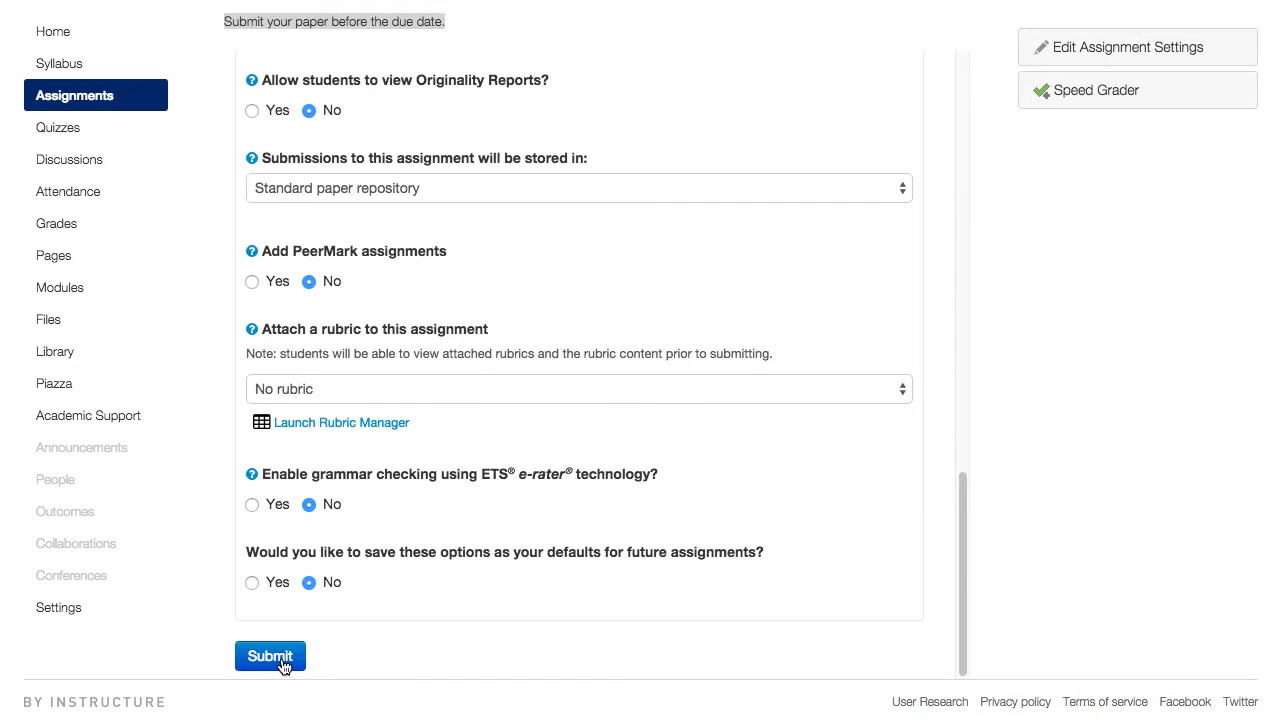 Home
Syllabus
Assignments
Quizzes
Discussions
Attendance
Grades
Pages
Modules
Files
Library
Piazza
Academic Support
Announcements
People
Outcomes
Collaborations
Conferences
Settings
Submit your paper before the due date.
Allow students to view Originality Reports?
Yes No
Submissions to this assignment will be stored in:
Standard paper repository
Add PeerMark assignments
Yes No
Attach a rubric to this assignment
Note: students will be able to view attached rubrics and the rubric content prior to submitting.
No rubric
Launch Rubric Manager
Enable grammar checking using ETS® e-rater® technology?
Yes No
Would you like to save these options as your defaults for future assignments?
Yes No
Submit
Edit Assignment Settings
Speed Grader
BY INSTRUCTURE
User Research Privacy policy Terms of service Facebook Twitter